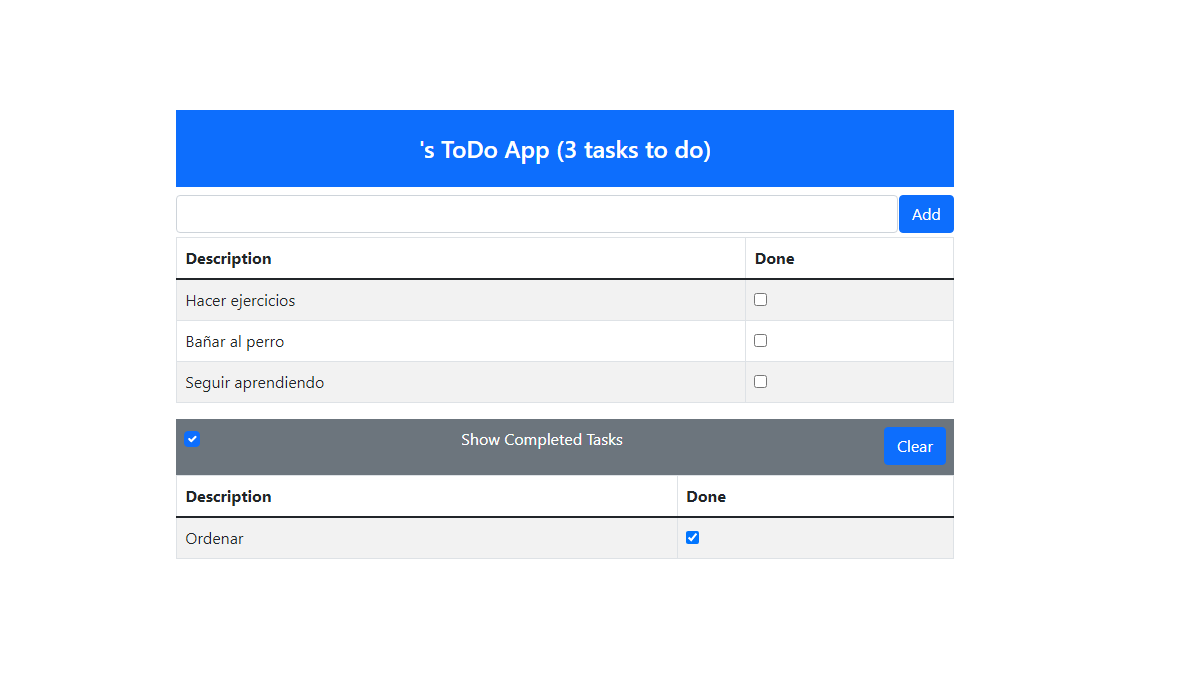 's ToDo App (3 tasks to do)
Add
Description Done
Hacer ejercicios
Bañar al perro
Seguir aprendiendo
Show Completed Tasks Clear
Description Done
Ordenar